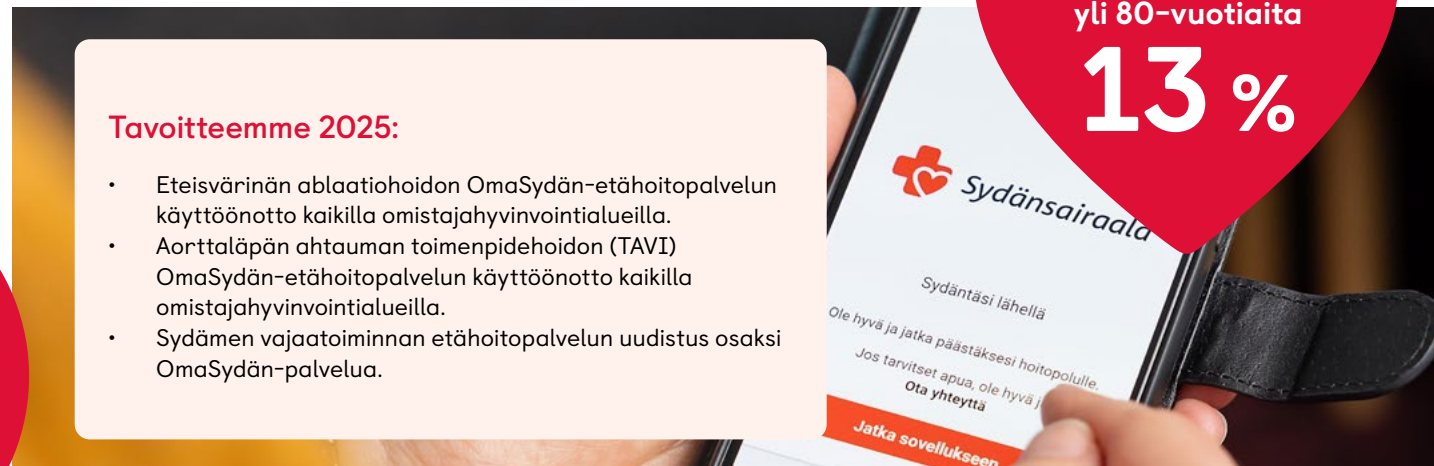 yli 80-vuotiaita
13 %
Tavoitteemme 2025:
• Eteisvärinän ablaatiohoidon OmaSydän-etähoitopalvelun
käyttöönotto kaikilla omistajahyvinvointialueilla.
• Aorttaläpän ahtauman toimenpidehoidon (TAVI)
OmaSydän-etähoitopalvelun käyttöönotto kaikilla
omistajahyvinvointialueilla.
• Sydämen vajaatoiminnan etähoitopalvelun uudistus osaksi
OmaSydän-palvelua.
Sydänsairaala
Sydäntäsi lähellä
Ole hyvä ja jatka päästäksesi hoitopolulle.
Jos tarvitset apua, ole hyvä
Ota yhteyttä
Jatka sovellukseen